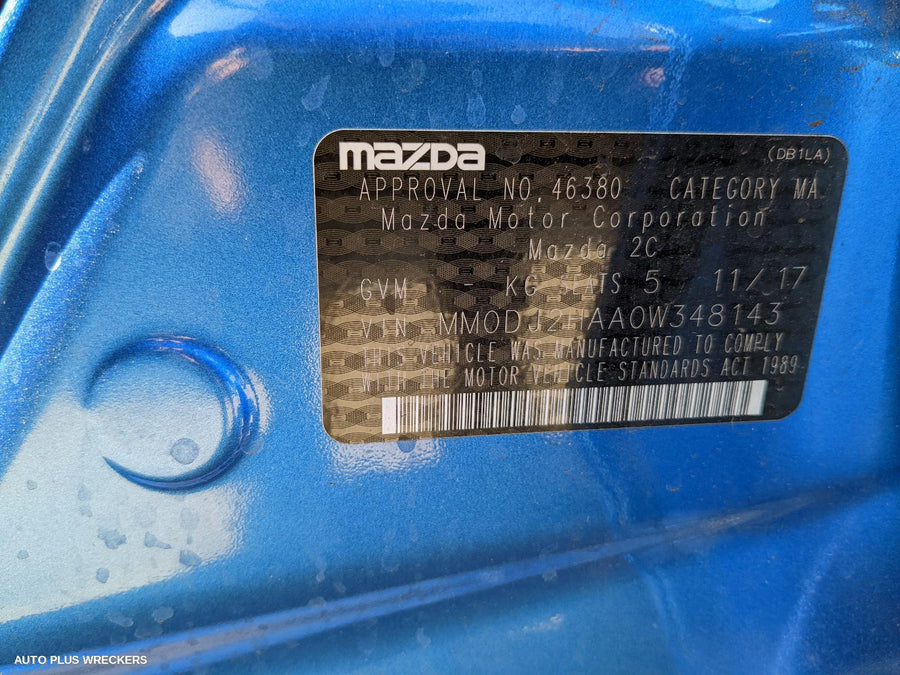 mazda (DB1LA)
APPROVAL NO. 46380 CATEGORY MA
Mazda Motor Corporation
Mazda 2C
GVM - KG SEATS 5 11/17
VIN MM0DJ2HAA0W348143
THIS VEHICLE WAS MANUFACTURED TO COMPLY
WITH THE MOTOR VEHICLE STANDARDS ACT 1989
AUTO PLUS WRECKERS